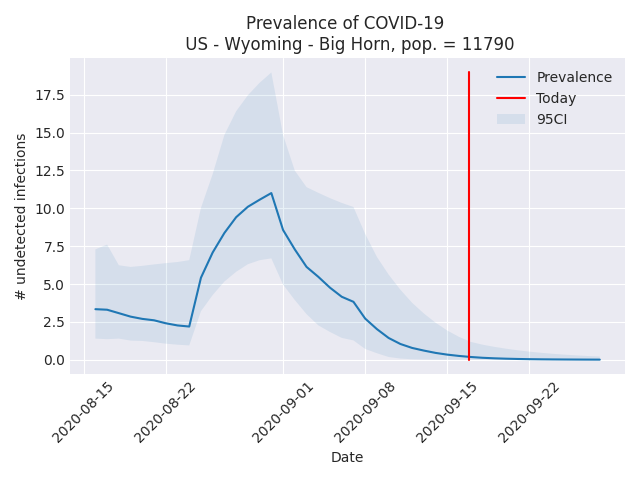 Prevalence of COVID-19
US - Wyoming - Big Horn, pop. = 11790
Prevalence
Today
95CI
17.5
15.0
12.5
10.0
7.5
5.0
2.5
0.0
# undetected infections
2020-08-15
2020-08-22
2020-09-01
2020-09-08
2020-09-15
2020-09-22
Date